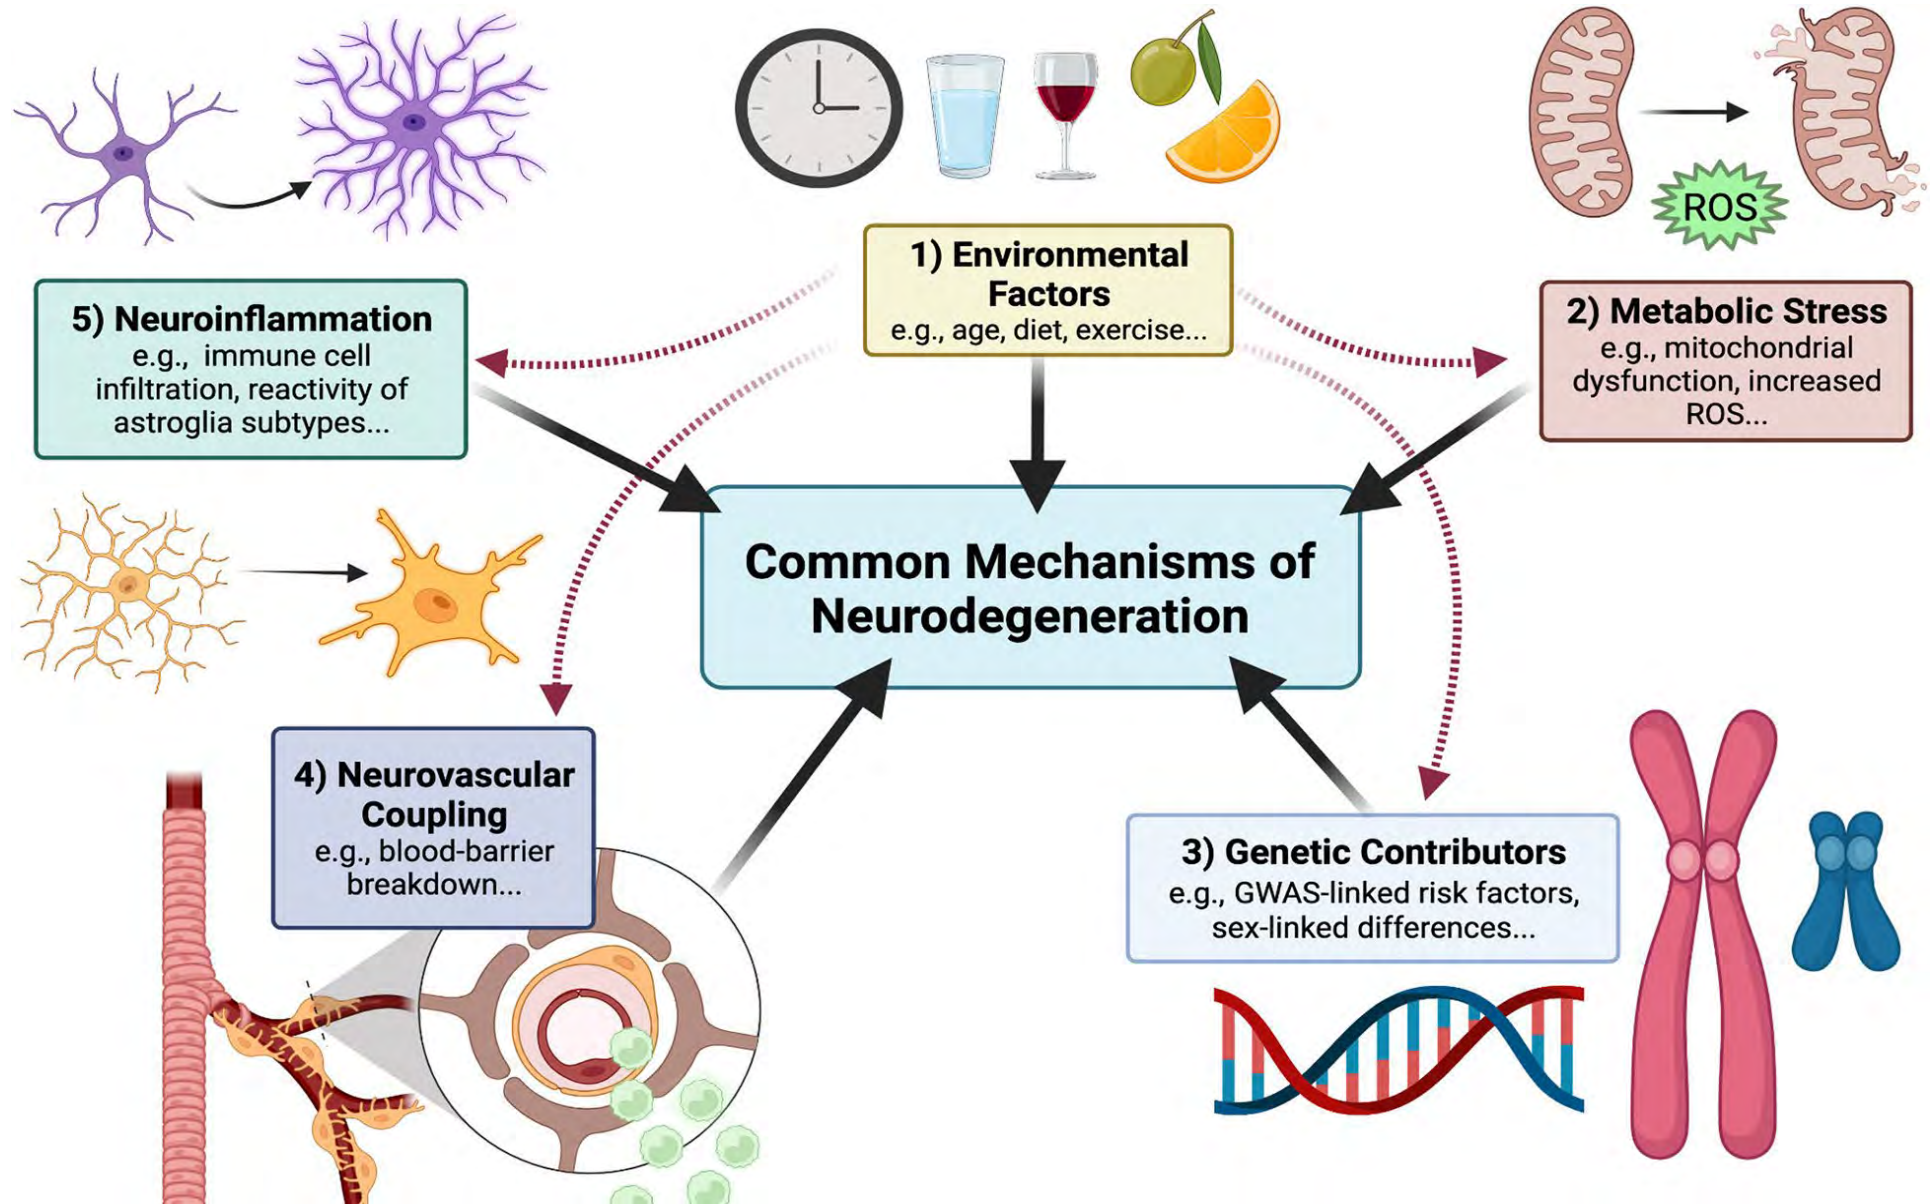 1) Environmental
Factors
e.g., age, diet, exercise...
ROS
2) Metabolic Stress
e.g., mitochondrial
dysfunction, increased
ROS...
5) Neuroinflammation
e.g., immune cell
infiltration, reactivity of
astroglia subtypes...
Common Mechanisms of
Neurodegeneration
4) Neurovascular
Coupling
e.g., blood-barrier
breakdown...
3) Genetic Contributors
e.g., GWAS-linked risk factors,
sex-linked differences...